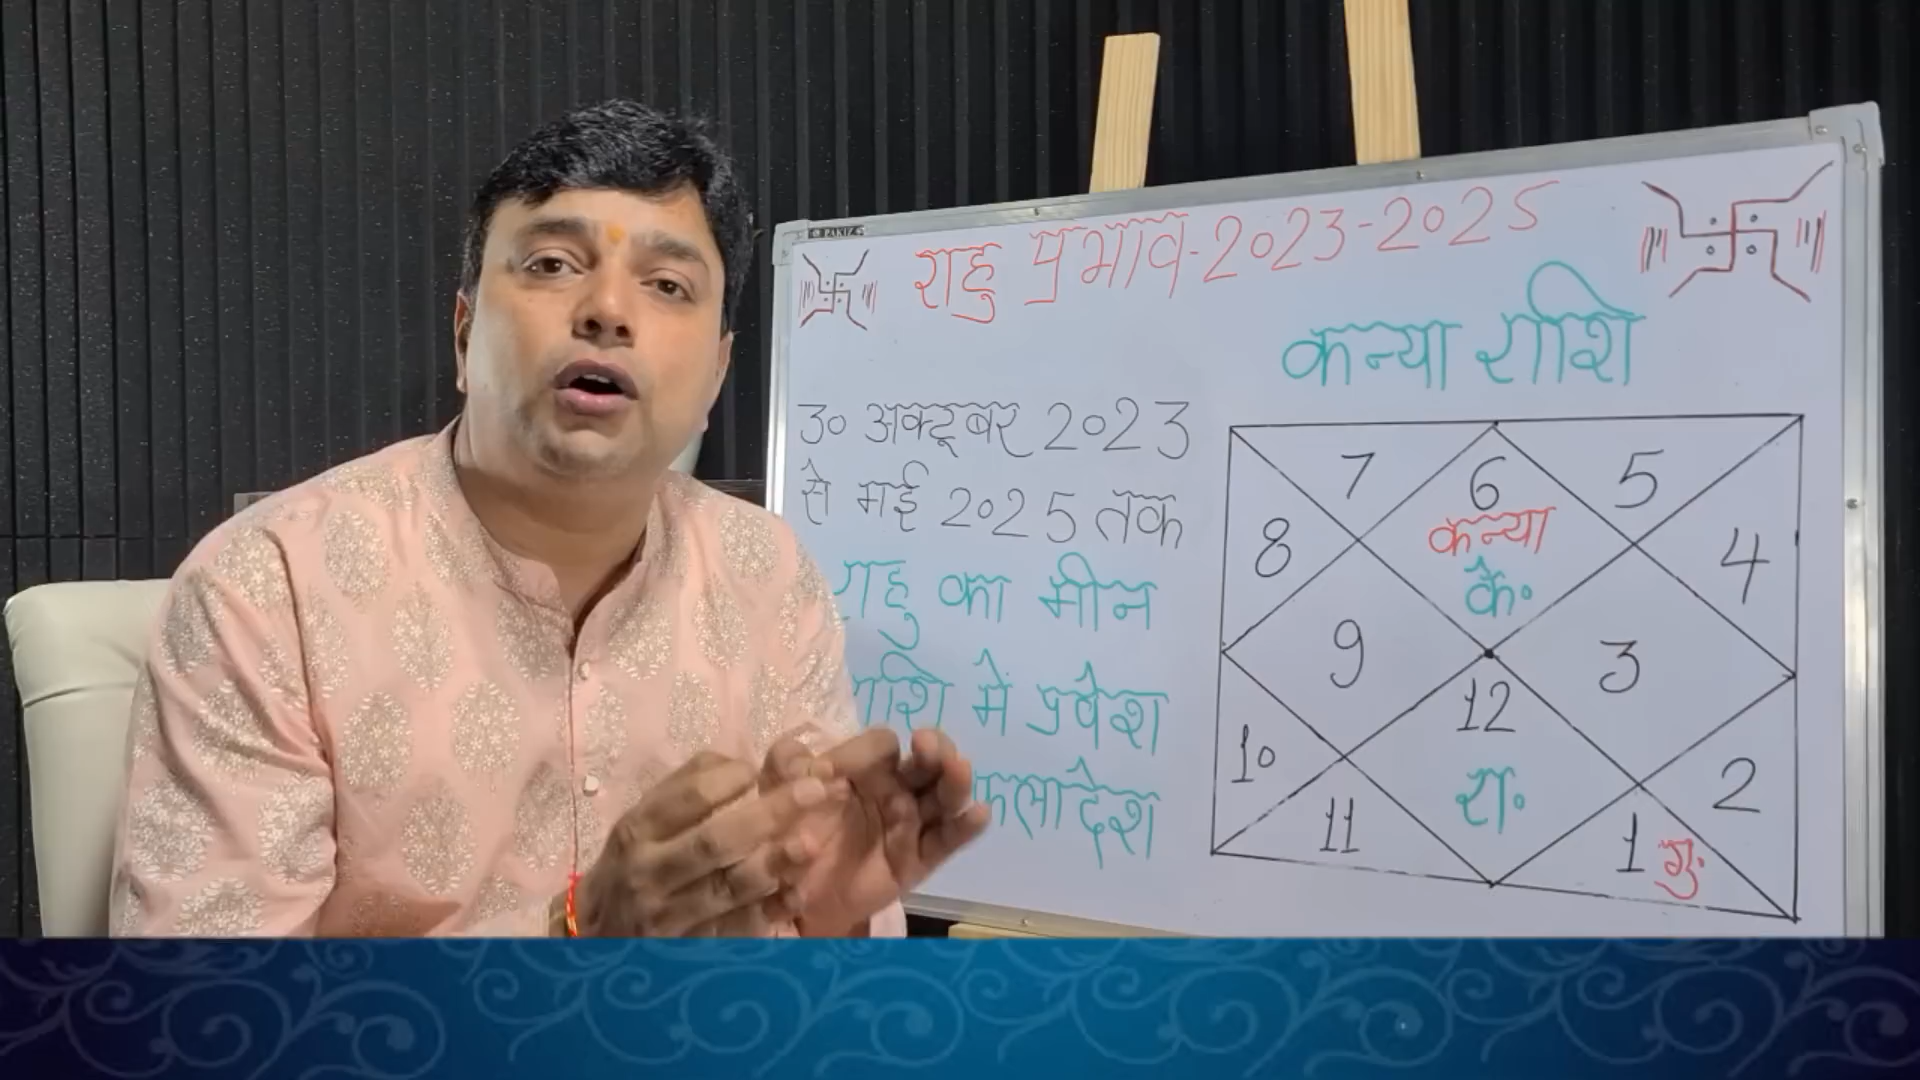 राहु प्रभाव-2023-2025
कन्या राशि
30 अक्टूबर 2023
से मई 2025 तक
राहु का मीन
राशि में प्रवेश
फलादेश
7
6
5
8
कन्या
4
के॰
9
3
12
10
रा॰
2
11
1 गु॰